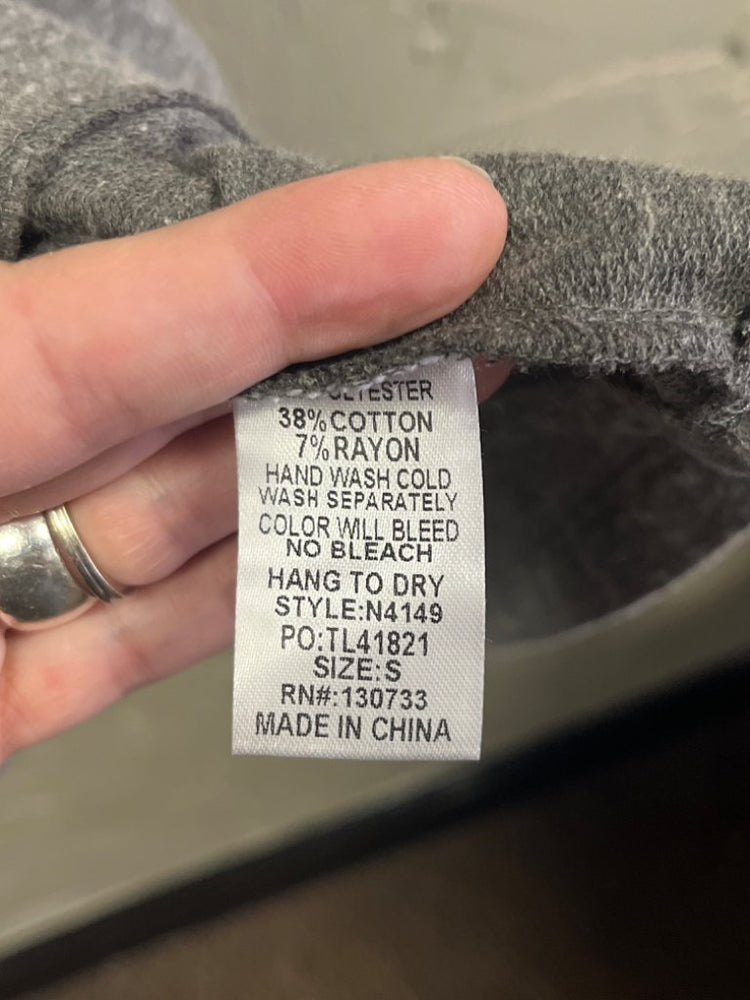 38% COTTON
7% RAYON
HAND WASH COLD
WASH SEPARATELY
COLOR WILL BLEED
NO BLEACH
HANG TO DRY
STYLE:N4149
PO:TL41821
SIZE:S
RN#:130733
MADE IN CHINA